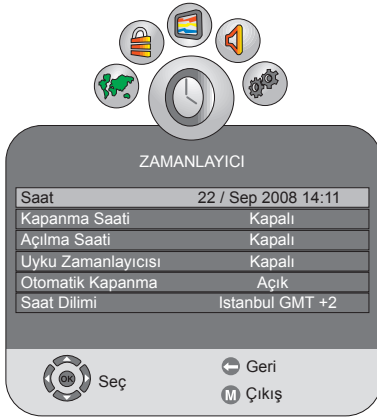 ZAMANLAYICI
Saat 22 / Sep 2008 14:11
Kapanma Saati Kapalı
Açılma Saati Kapalı
Uyku Zamanlayıcısı Kapalı
Otomatik Kapanma Açık
Saat Dilimi Istanbul GMT +2
OK Seç
Geri
M Çıkış